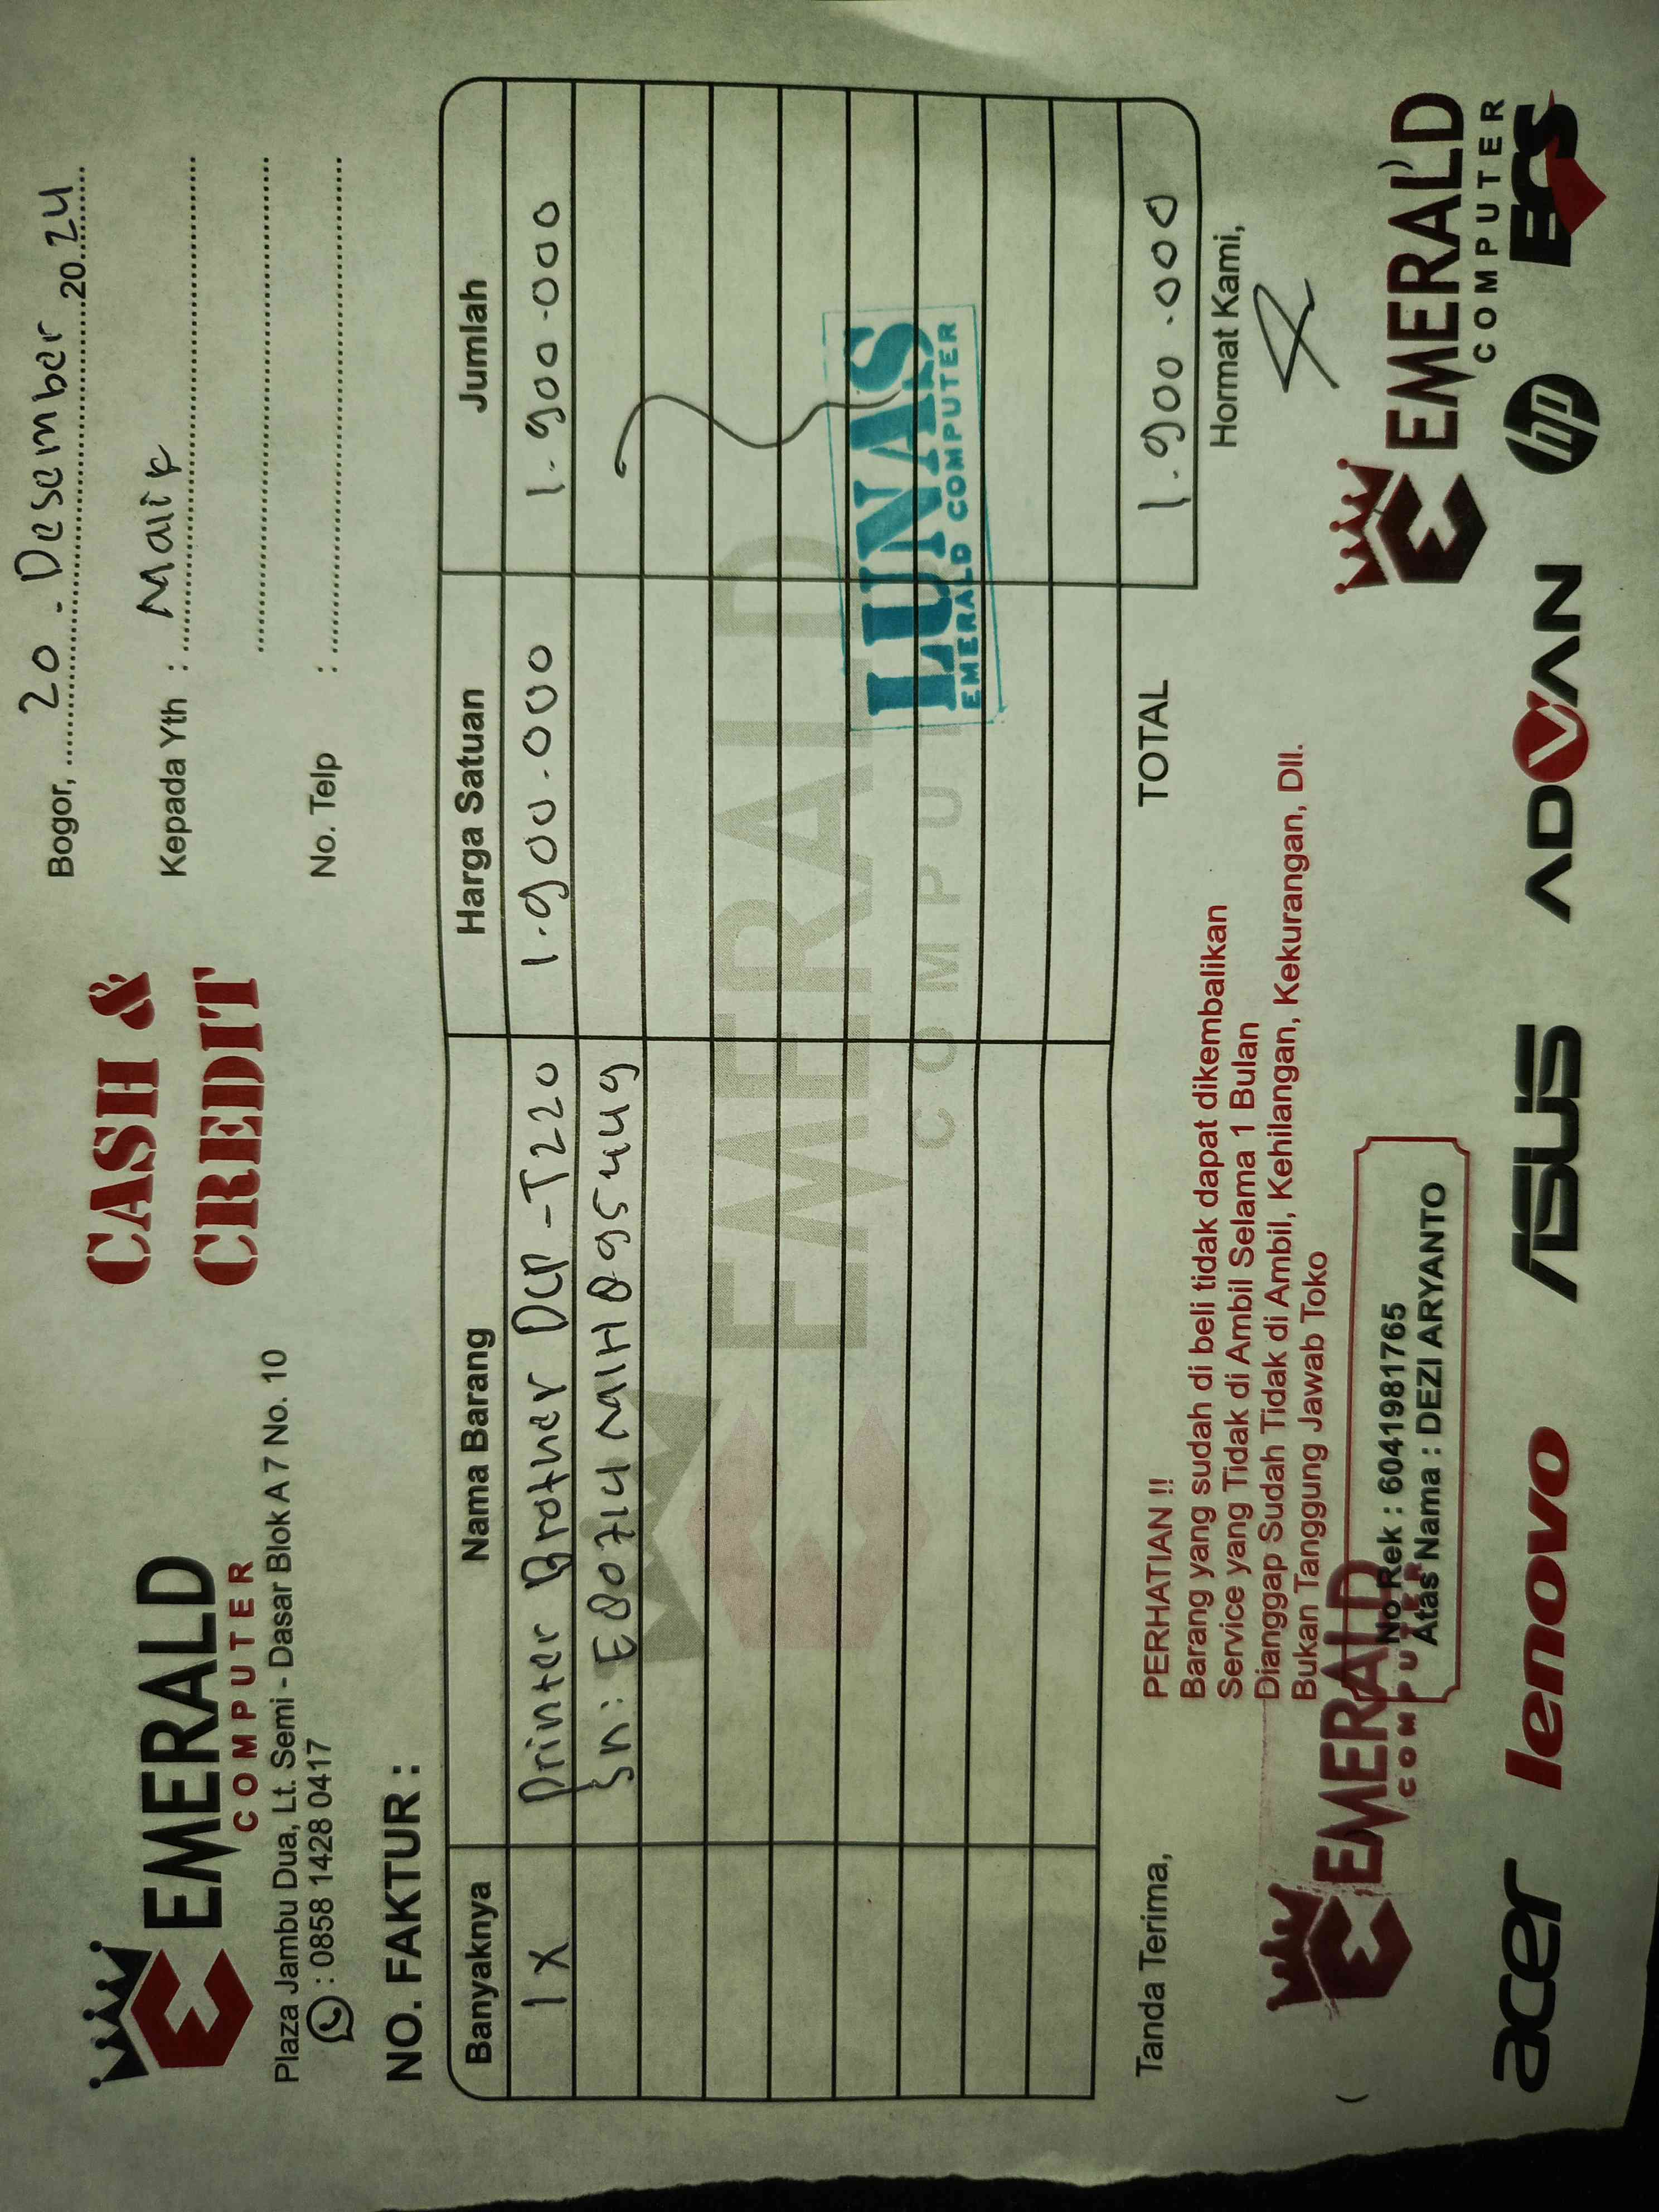 EMERALD
COMPUTER
Plaza Jambu Dua, Lt. Semi - Dasar Blok A 7 No. 10
: 0858 1428 0417
CASH &
CREDIT
Bogor, 20 - Desember 2024
Kepada Yth : Malik
No. Telp :
NO. FAKTUR :
Banyaknya Nama Barang Harga Satuan Jumlah
1 X Printer Brother DCP-T220 1.900.000 1.900.000
Sn: E80714M1H895449
EMERALD
COMPU
LUNAS
EMERALD COMPUTER
TOTAL 1.900.000
Tanda Terima,
PERHATIAN !!
Barang yang sudah di beli tidak dapat dikembalikan
Service yang Tidak di Ambil Selama 1 Bulan
Dianggap Sudah Tidak di Ambil, Kehilangan, Kekurangan, Dll.
Bukan Tanggung Jawab Toko
Hormat Kami,
EMERALD
COMPUTER
No Rek : 6041981765
Atas Nama : DEZI ARYANTO
EMERALD
COMPUTER
acer lenovo ASUS ADVAN hp ECS